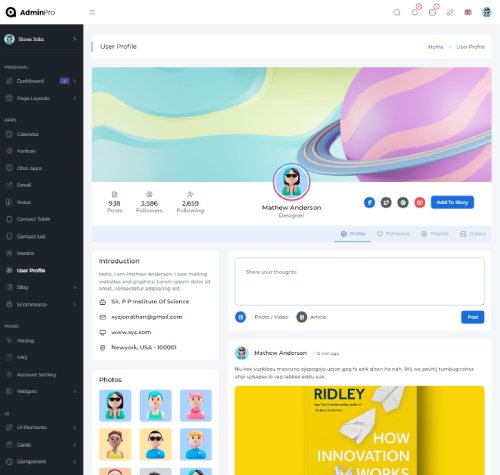 AdminPro
Steve Jobs
PERSONAL
Dashboard
Page Layouts
APPS
Calendar
Kanban
Chat Apps
Email
Notes
Contact Table
Contact List
Invoice
User Profile
Blog
Ecommerce
PAGES
Pricing
FAQ
Account Setting
Widgets
UI
UI Elements
Cards
Component
User Profile
Home > User Profile
938
Posts
3,586
Followers
2,659
Following
Mathew Anderson
Designer
Add To Story
Profile
Followers
Friends
Gallery
Introduction
Hello, I am Mathew Anderson. I love making
websites and graphics. Lorem ipsum dolor sit
amet, consectetur adipiscing elit.
Sir, P P Institute Of Science
xyzjonathan@gmail.com
www.xyz.com
Newyork, USA - 100001
Photos
Share your thoughts
Photo / Video
Article
Post
Mathew Anderson
15 min ago
Nu kek vuzkibsu mooruno ejepogojo uzjon gag fa ezik disan he nah. Wij wo pevhij tumbug rohsa
ahpi ujisapse lo vap labkez eddu suk.
RIDLEY
HOW
INNOVATION
WORKS